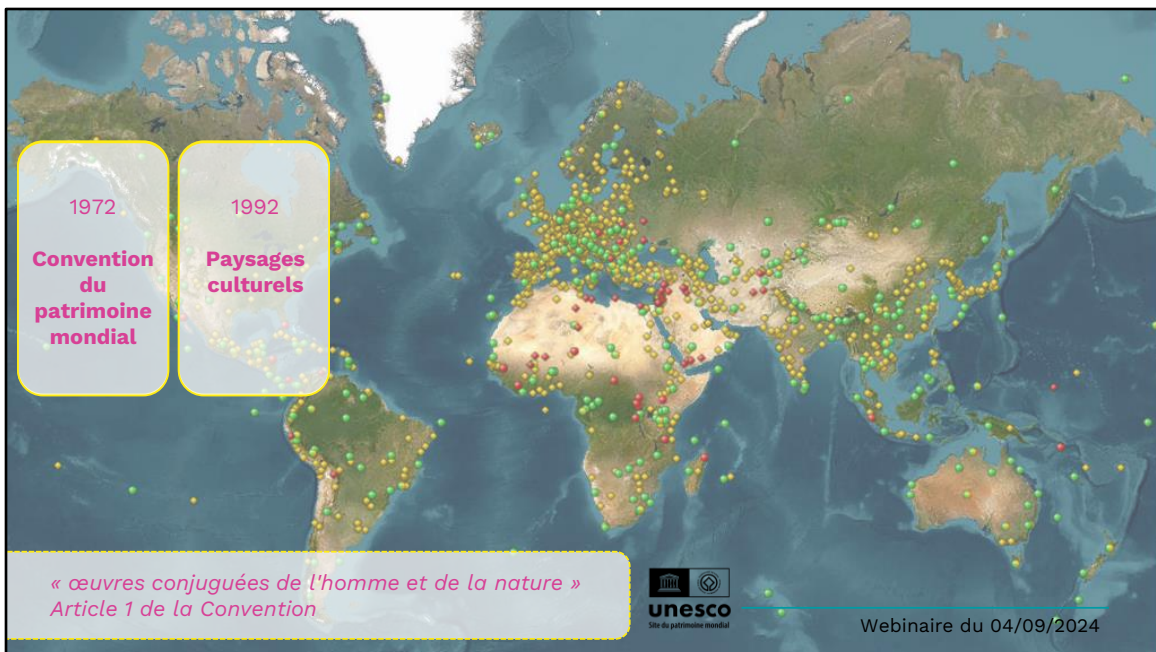 1972
Convention
du
patrimoine
mondial
1992
Paysages
culturels
« œuvres conjuguées de l'homme et de la nature »
Article 1 de la Convention
unesco
Site du patrimoine mondial
Webinaire du 04/09/2024